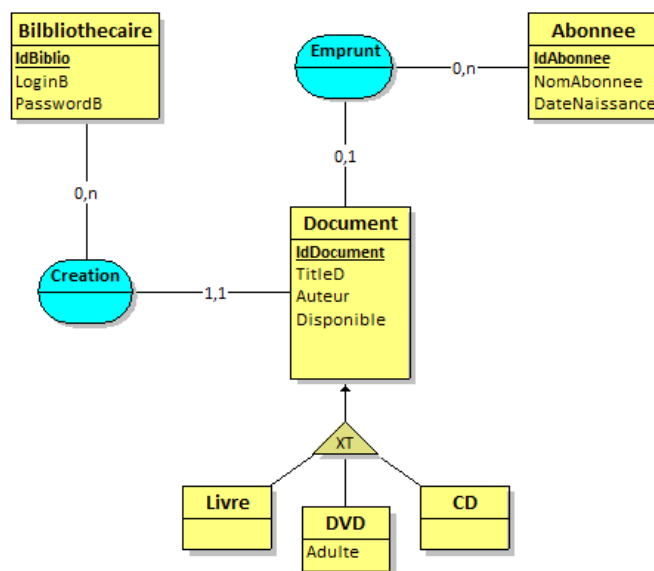 Bilbliothecaire
IdBiblio
LoginB
PasswordB
Emprunt
Abonnee
IdAbonnee
NomAbonnee
DateNaissance
0,n
0,1
0,n
Creation
1,1
Document
IdDocument
TitleD
Auteur
Disponible
XT
Livre
DVD
Adulte
CD